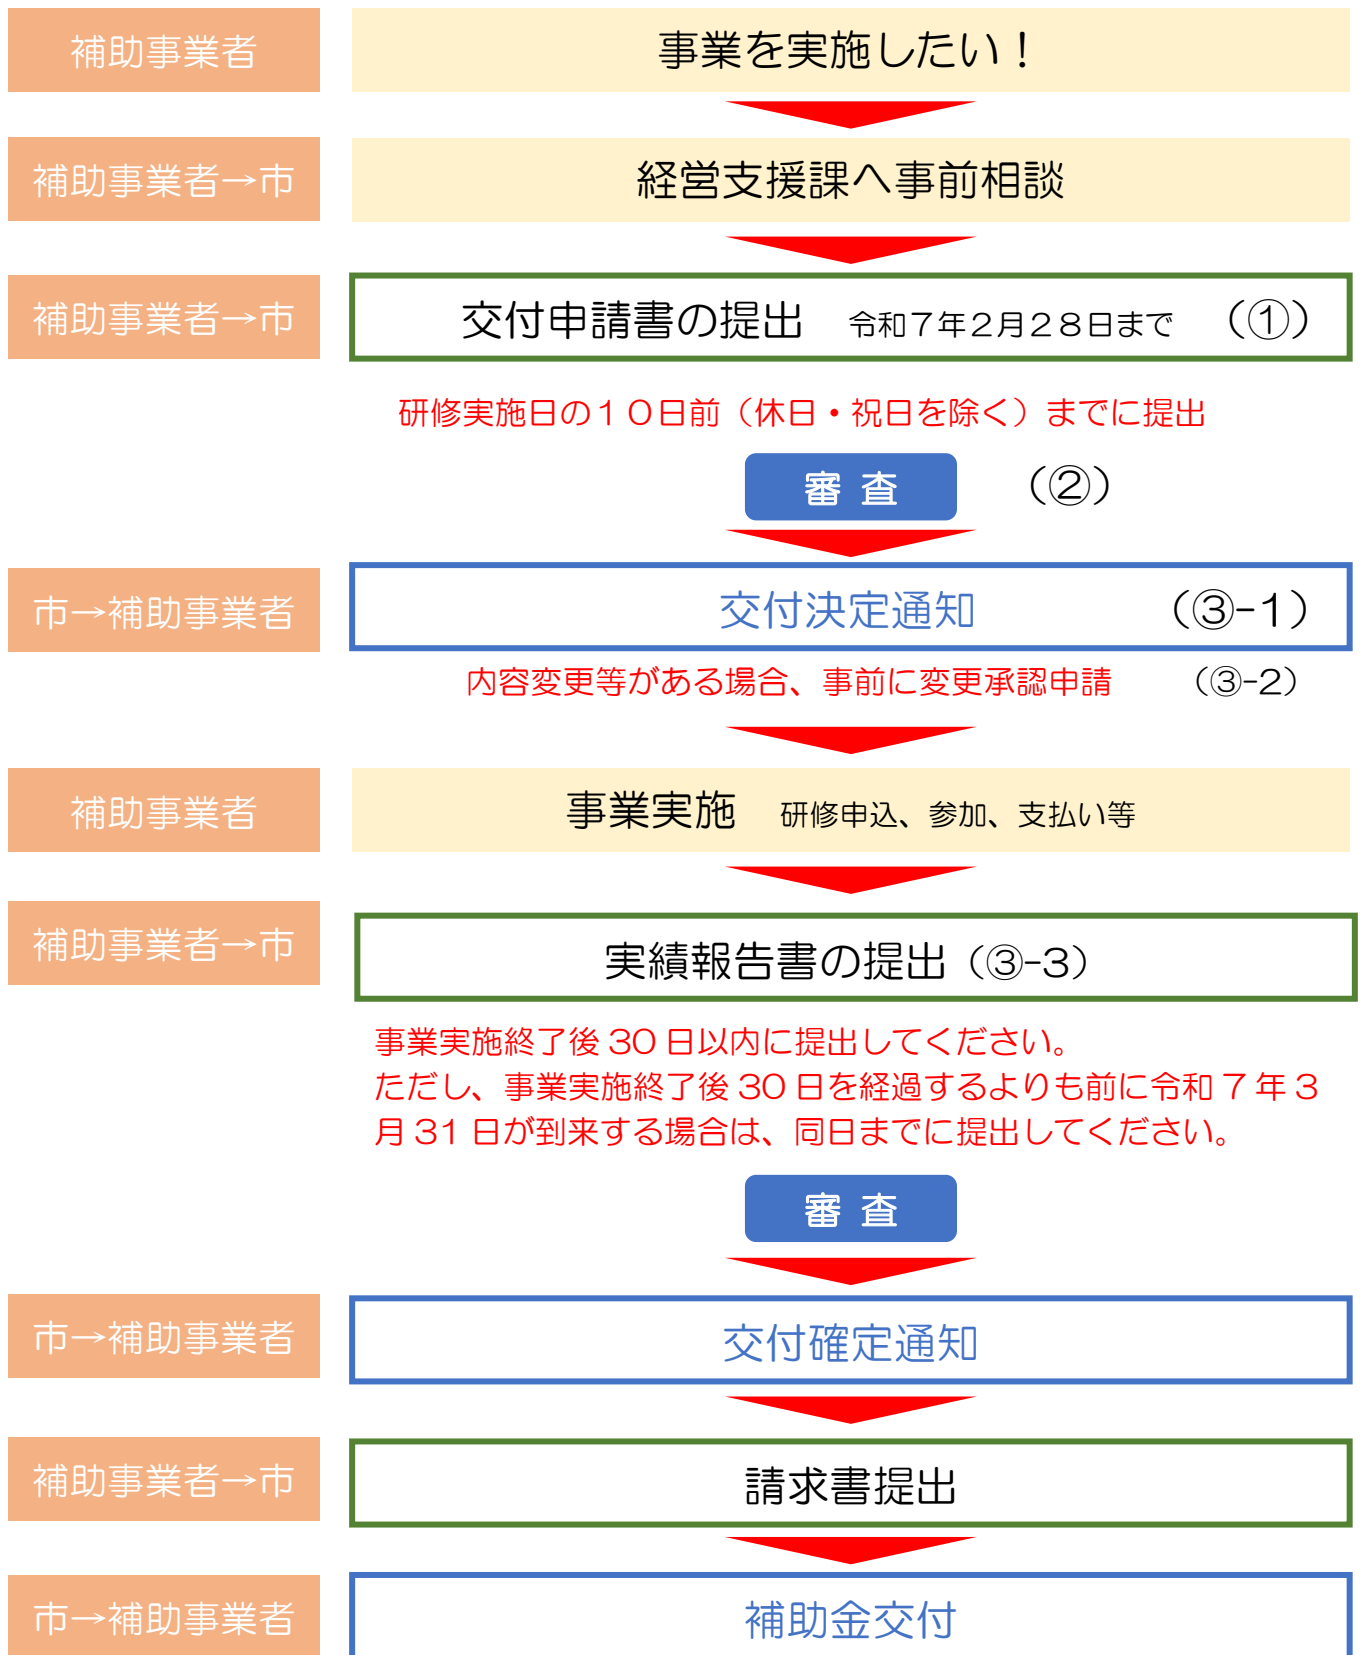 補助事業者
事業を実施したい！
補助事業者→市
経営支援課へ事前相談
補助事業者→市
交付申請書の提出　令和７年２月２８日まで　（①）
研修実施日の１０日前（休日・祝日を除く）までに提出
審 査　（②）
市→補助事業者
交付決定通知　（③-１）
内容変更等がある場合、事前に変更承認申請　（③-２）
補助事業者
事業実施　研修申込、参加、支払い等
補助事業者→市
実績報告書の提出（③-３）
事業実施終了後 30 日以内に提出してください。
ただし、事業実施終了後 30 日を経過するよりも前に令和 7 年 3
月 31 日が到来する場合は、同日までに提出してください。
審 査
市→補助事業者
交付確定通知
補助事業者→市
請求書提出
市→補助事業者
補助金交付